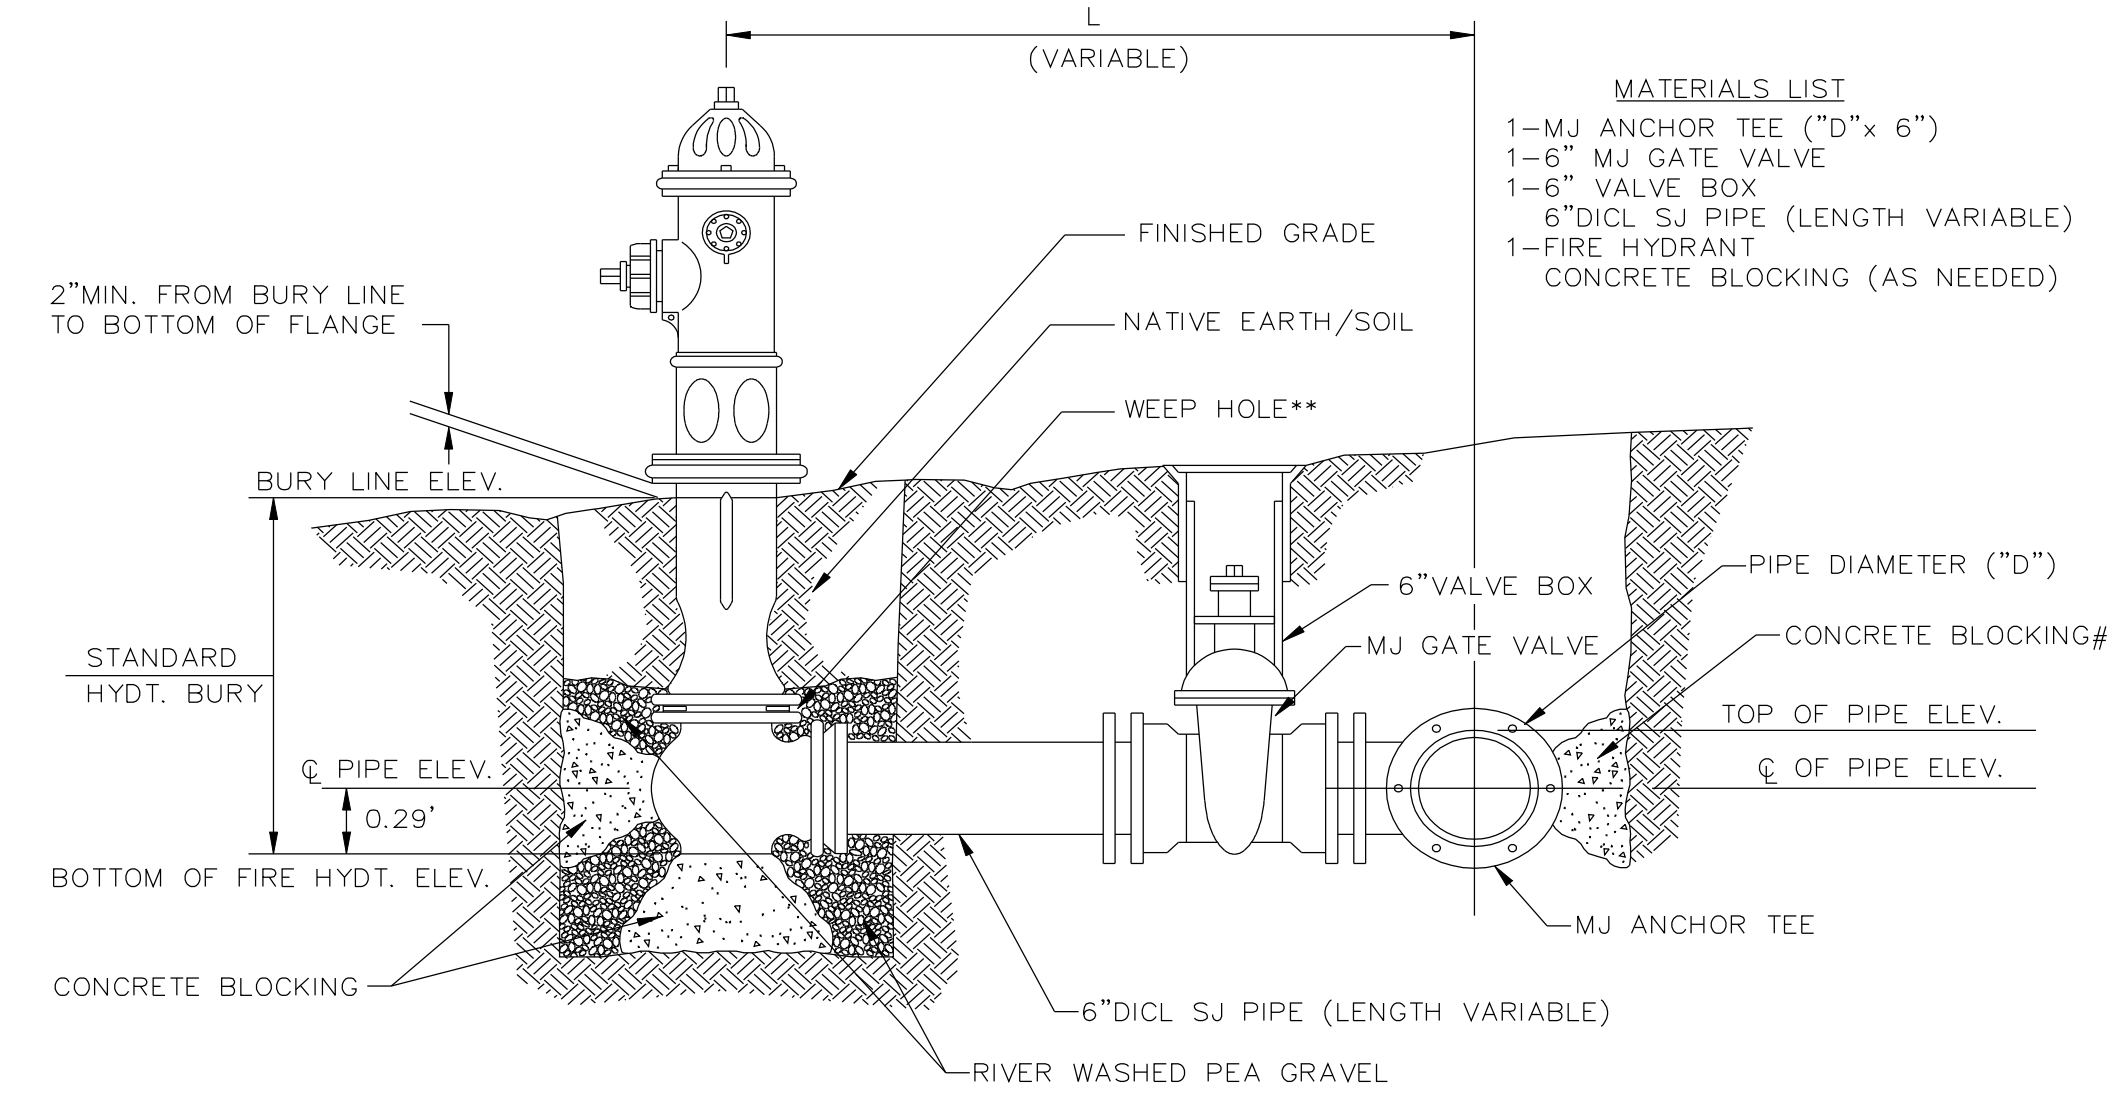 L
(VARIABLE)
MATERIALS LIST
1-MJ ANCHOR TEE ("D"x 6")
1-6" MJ GATE VALVE
1-6" VALVE BOX
6"DICL SJ PIPE (LENGTH VARIABLE)
1-FIRE HYDRANT
CONCRETE BLOCKING (AS NEEDED)
FINISHED GRADE
2"MIN. FROM BURY LINE
TO BOTTOM OF FLANGE
NATIVE EARTH/SOIL
WEEP HOLE**
BURY LINE ELEV.
PIPE DIAMETER ("D")
6"VALVE BOX
CONCRETE BLOCKING#
MJ GATE VALVE
STANDARD
HYDT. BURY
TOP OF PIPE ELEV.
℄ PIPE ELEV.
℄ OF PIPE ELEV.
0.29'
BOTTOM OF FIRE HYDT. ELEV.
MJ ANCHOR TEE
CONCRETE BLOCKING
6"DICL SJ PIPE (LENGTH VARIABLE)
RIVER WASHED PEA GRAVEL